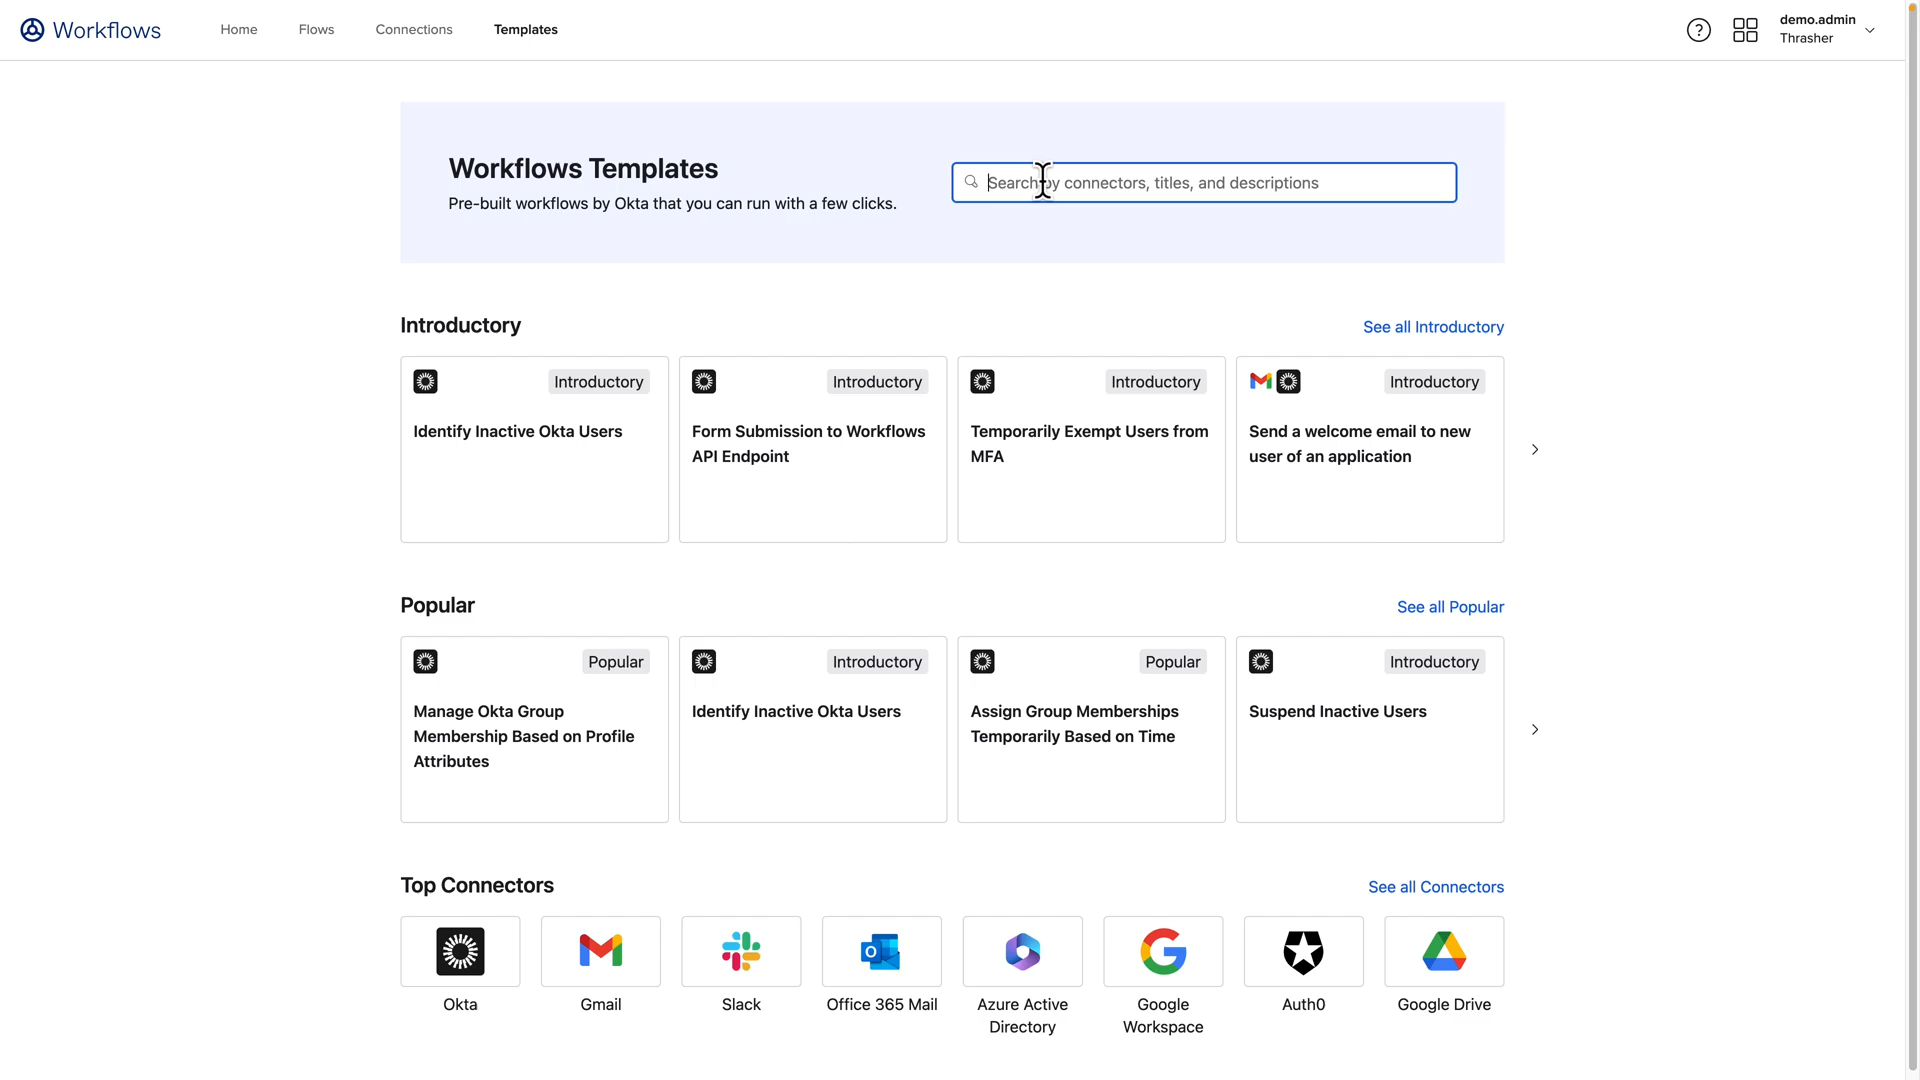 Workflows
Home
Flows
Connections
Templates
demo.admin
Thrasher
Workflows Templates
Pre-built workflows by Okta that you can run with a few clicks.
Search by connectors, titles, and descriptions
Introductory
See all Introductory
Introductory
Identify Inactive Okta Users
Introductory
Form Submission to Workflows
API Endpoint
Introductory
Temporarily Exempt Users from
MFA
Introductory
Send a welcome email to new
user of an application
Popular
See all Popular
Popular
Manage Okta Group
Membership Based on Profile
Attributes
Introductory
Identify Inactive Okta Users
Popular
Assign Group Memberships
Temporarily Based on Time
Introductory
Suspend Inactive Users
Top Connectors
See all Connectors
Okta
Gmail
Slack
Office 365 Mail
Azure Active
Directory
Google
Workspace
Auth0
Google Drive